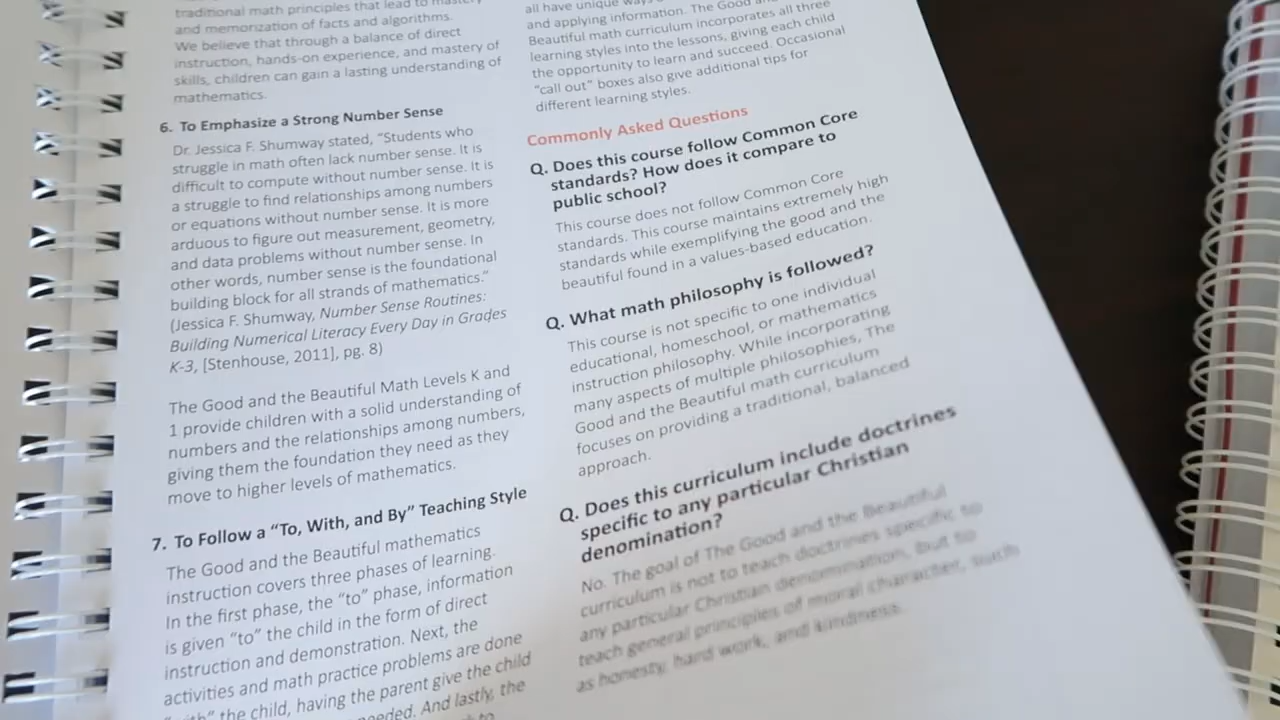 traditional math principles that lead to mastery
and memorization of facts and algorithms.
We believe that through a balance of direct
instruction, hands-on experience, and mastery of
skills, children can gain a lasting understanding of
mathematics.
6. To Emphasize a Strong Number Sense
Dr. Jessica F. Shumway stated, “Students who
struggle in math often lack number sense. It is
difficult to compute without number sense. It is
a struggle to find relationships among numbers
or equations without number sense. It is more
arduous to figure out measurement, geometry,
and data problems without number sense. In
other words, number sense is the foundational
building block for all strands of mathematics.”
(Jessica F. Shumway, Number Sense Routines:
Building Numerical Literacy Every Day in Grades
K-3, [Stenhouse, 2011], pg. 8)
The Good and the Beautiful Math Levels K and
1 provide children with a solid understanding of
numbers and the relationships among numbers,
giving them the foundation they need as they
move to higher levels of mathematics.
7. To Follow a “To, With, and By” Teaching Style
The Good and the Beautiful mathematics
instruction covers three phases of learning.
In the first phase, the “to” phase, information
is given “to” the child in the form of direct
instruction and demonstration. Next, the
activities and math practice problems are done
“with” the child, having the parent give the child
needed. And lastly, the
all have unique ways
and applying information. The Good and
Beautiful math curriculum incorporates all three
learning styles into the lessons, giving each child
the opportunity to learn and succeed. Occasional
“call out” boxes also give additional tips for
different learning styles.
Commonly Asked Questions
Q. Does this course follow Common Core
standards? How does it compare to
public school?
This course does not follow Common Core
standards. This course maintains extremely high
standards while exemplifying the good and the
beautiful found in a values-based education.
Q. What math philosophy is followed?
This course is not specific to one individual
educational, homeschool, or mathematics
instruction philosophy. While incorporating
many aspects of multiple philosophies, The
Good and the Beautiful math curriculum
focuses on providing a traditional, balanced
approach.
Q. Does this curriculum include doctrines
specific to any particular Christian
denomination?
No. The goal of The Good and the Beautiful
curriculum is not to teach doctrines specific to
any particular Christian denomination, but to
teach general principles of moral character, such
as honesty, hard work, and kindness.